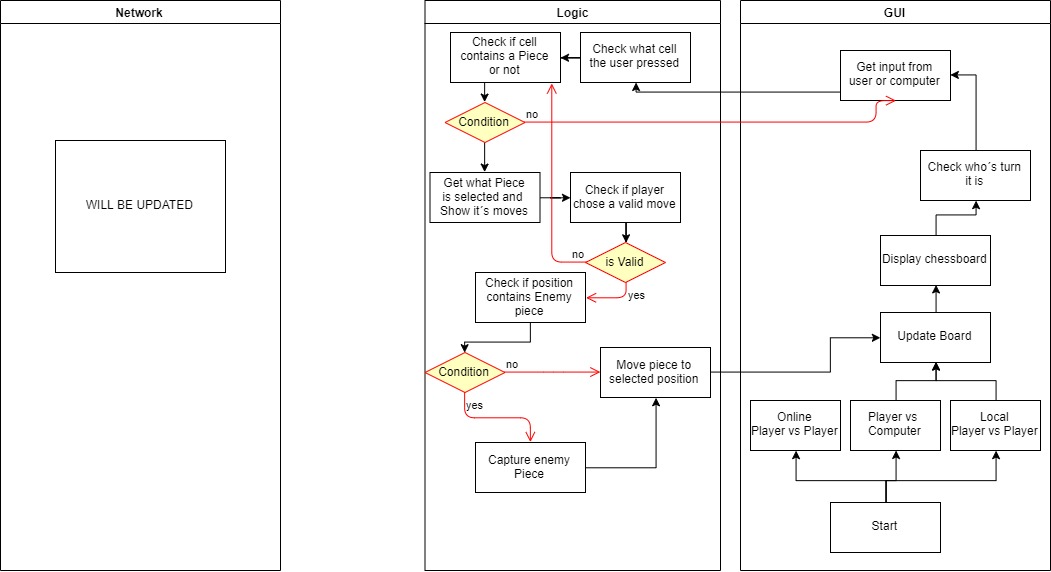 Network
WILL BE UPDATED
Logic
Check if cell
contains a Piece
or not
Check what cell
the user pressed
Condition
no
Get what Piece
is selected and
Show it´s moves
Check if player
chose a valid move
no
is Valid
yes
Check if position
contains Enemy
piece
Condition
no
yes
Move piece to
selected position
Capture enemy
Piece
GUI
Get input from
user or computer
Check who´s turn
it is
Display chessboard
Update Board
Online
Player vs Player
Player vs
Computer
Local
Player vs Player
Start